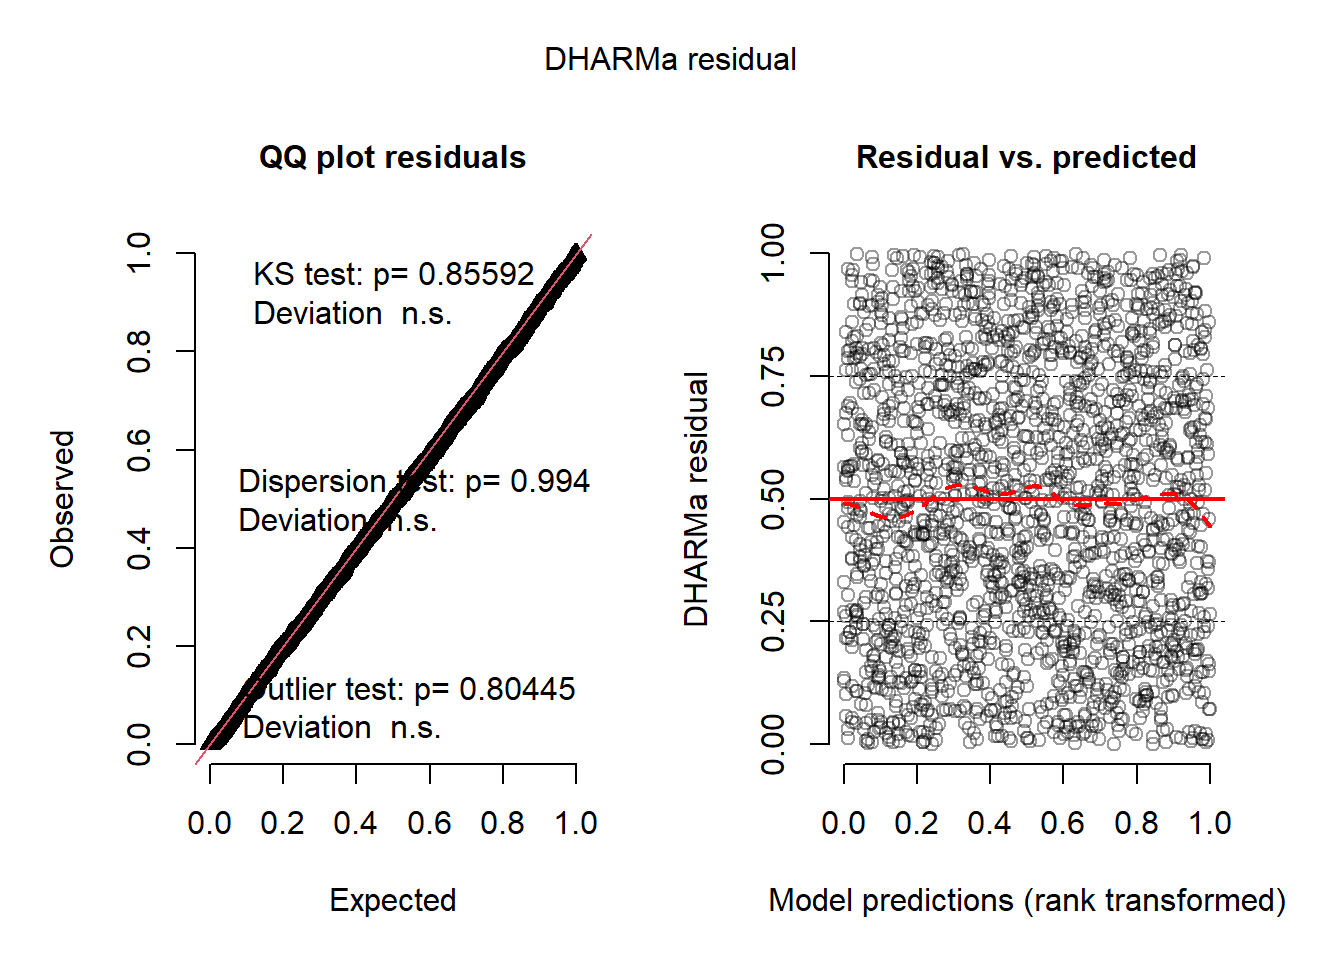 DHARMa residual
QQ plot residuals
KS test: p= 0.85592
Deviation  n.s.
Dispersion test: p= 0.994
Deviation  n.s.
Outlier test: p= 0.80445
Deviation  n.s.
Observed
0.0
0.2
0.4
0.6
0.8
1.0
0.0 0.2 0.4 0.6 0.8 1.0
Expected
Residual vs. predicted
DHARMa residual
0.00
0.25
0.50
0.75
1.00
0.0 0.2 0.4 0.6 0.8 1.0
Model predictions (rank transformed)